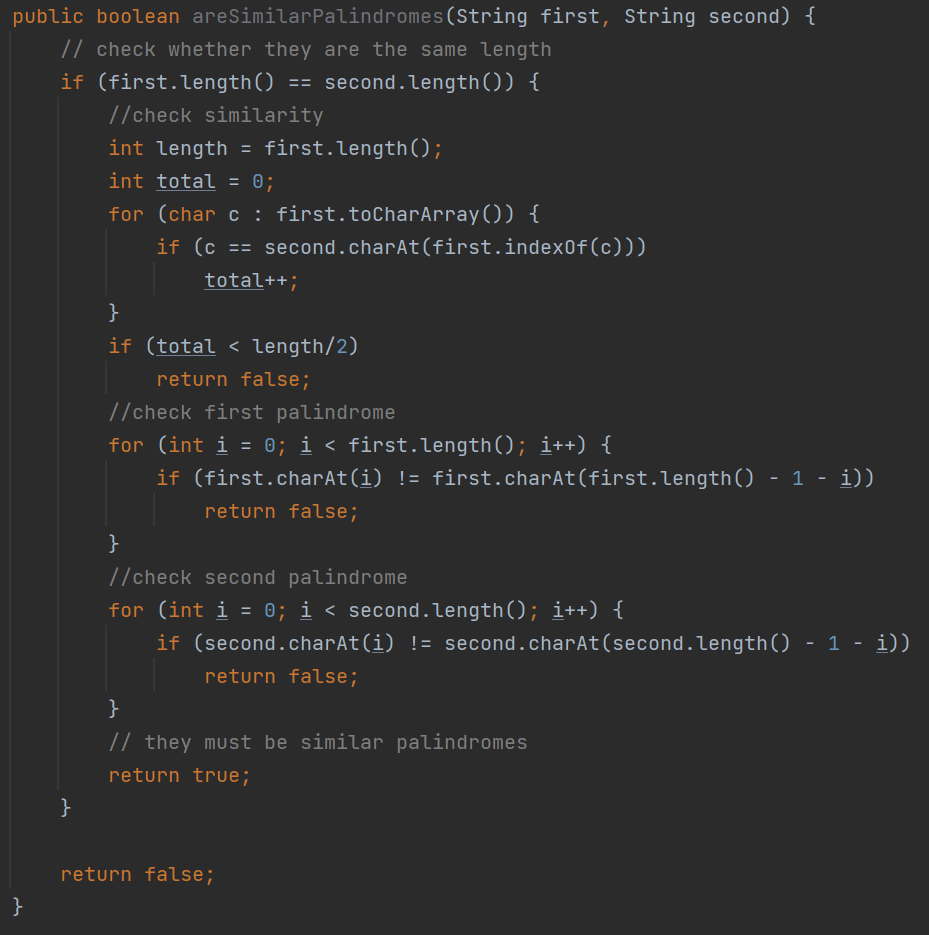 public boolean areSimilarPalindromes(String first, String second) {
    // check whether they are the same length
    if (first.length() == second.length()) {
        //check similarity
        int length = first.length();
        int total = 0;
        for (char c : first.toCharArray()) {
            if (c == second.charAt(first.indexOf(c)))
                total++;
        }
        if (total < length/2)
            return false;
        //check first palindrome
        for (int i = 0; i < first.length(); i++) {
            if (first.charAt(i) != first.charAt(first.length() - 1 - i))
                return false;
        }
        //check second palindrome
        for (int i = 0; i < second.length(); i++) {
            if (second.charAt(i) != second.charAt(second.length() - 1 - i))
                return false;
        }
        // they must be similar palindromes
        return true;
    }

    return false;
}